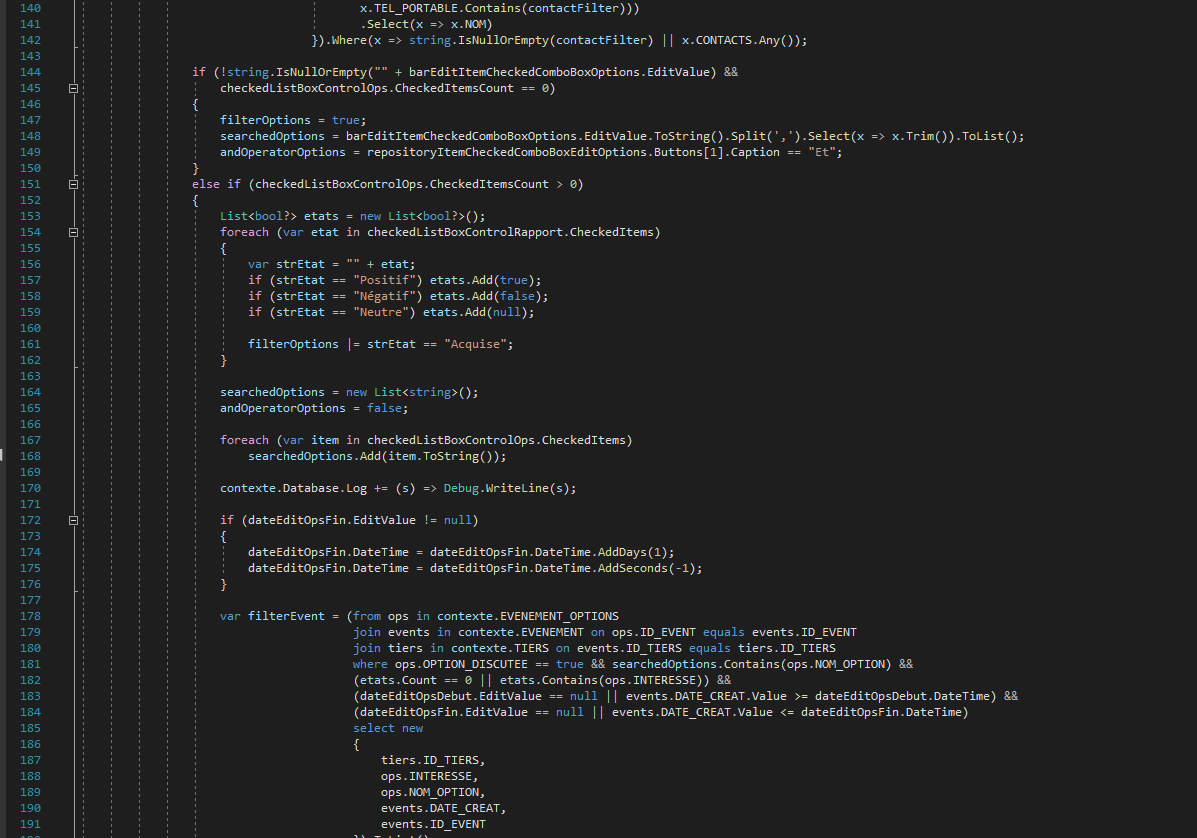 140 x.TEL_PORTABLE.Contains(contactFilter)))
141 .Select(x => x.NOM)
142 }).Where(x => string.IsNullOrEmpty(contactFilter) || x.CONTACTS.Any());
143
144 if (!string.IsNullOrEmpty("" + barEditItemCheckedComboBoxOptions.EditValue) &&
145 checkedListBoxControlOps.CheckedItemsCount == 0)
146 {
147 filterOptions = true;
148 searchedOptions = barEditItemCheckedComboBoxOptions.EditValue.ToString().Split(',').Select(x => x.Trim()).ToList();
149 andOperatorOptions = repositoryItemCheckedComboBoxEditOptions.Buttons[1].Caption == "Et";
150 }
151 else if (checkedListBoxControlOps.CheckedItemsCount > 0)
152 {
153 List<bool?> etats = new List<bool?>();
154 foreach (var etat in checkedListBoxControlRapport.CheckedItems)
155 {
156 var strEtat = "" + etat;
157 if (strEtat == "Positif") etats.Add(true);
158 if (strEtat == "Négatif") etats.Add(false);
159 if (strEtat == "Neutre") etats.Add(null);
160
161 filterOptions |= strEtat == "Acquise";
162 }
163
164 searchedOptions = new List<string>();
165 andOperatorOptions = false;
166
167 foreach (var item in checkedListBoxControlOps.CheckedItems)
168 searchedOptions.Add(item.ToString());
169
170 contexte.Database.Log += (s) => Debug.WriteLine(s);
171
172 if (dateEditOpsFin.EditValue != null)
173 {
174 dateEditOpsFin.DateTime = dateEditOpsFin.DateTime.AddDays(1);
175 dateEditOpsFin.DateTime = dateEditOpsFin.DateTime.AddSeconds(-1);
176 }
177
178 var filterEvent = (from ops in contexte.EVENEMENT_OPTIONS
179 join events in contexte.EVENEMENT on ops.ID_EVENT equals events.ID_EVENT
180 join tiers in contexte.TIERS on events.ID_TIERS equals tiers.ID_TIERS
181 where ops.OPTION_DISCUTEE == true && searchedOptions.Contains(ops.NOM_OPTION) &&
182 (etats.Count == 0 || etats.Contains(ops.INTERESSE)) &&
183 (dateEditOpsDebut.EditValue == null || events.DATE_CREAT.Value >= dateEditOpsDebut.DateTime) &&
184 (dateEditOpsFin.EditValue == null || events.DATE_CREAT.Value <= dateEditOpsFin.DateTime)
185 select new
186 {
187 tiers.ID_TIERS,
188 ops.INTERESSE,
189 ops.NOM_OPTION,
190 events.DATE_CREAT,
191 events.ID_EVENT